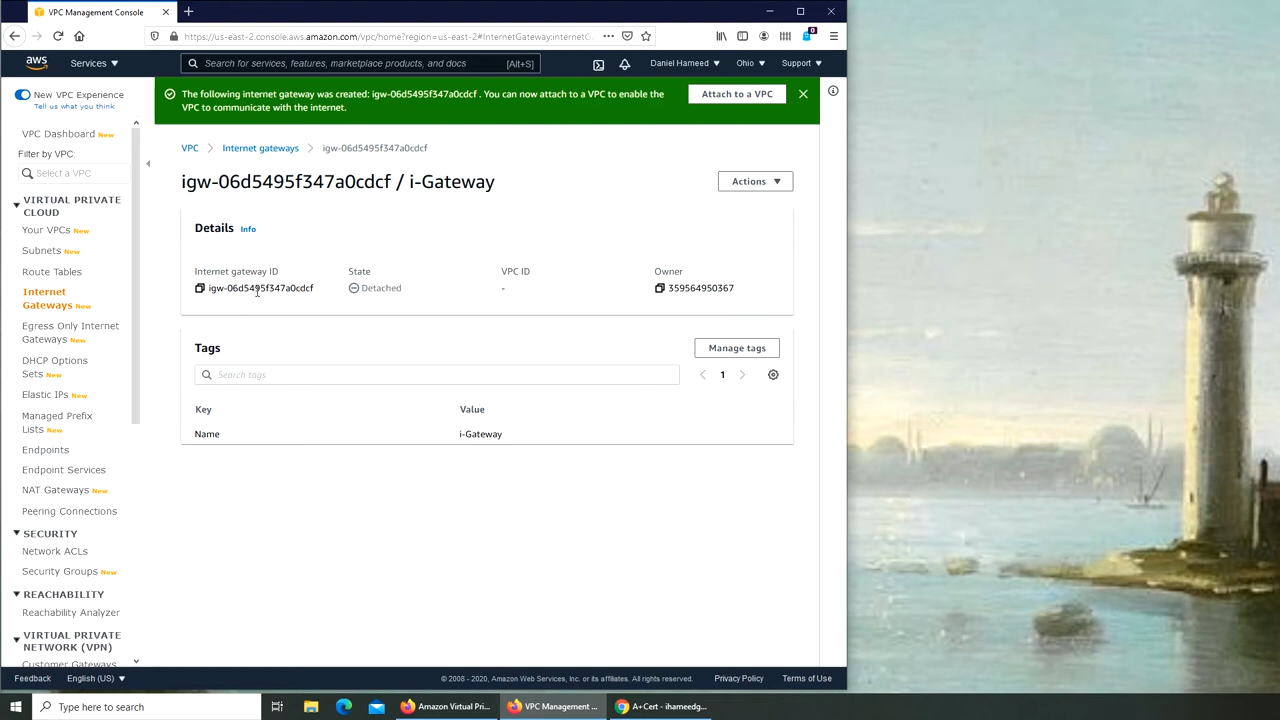 VPC Management Console
https://us-east-2.console.aws.amazon.com/vpc/home?region=us-east-2#InternetGateway:internetG
aws
Services
Search for services, features, marketplace products, and docs
[Alt+S]
Daniel Hameed
Ohio
Support
New VPC Experience
Tell us what you think
The following internet gateway was created: igw-06d5495f347a0cdcf . You can now attach to a VPC to enable the
VPC to communicate with the internet.
Attach to a VPC
VPC Dashboard New
Filter by VPC:
Select a VPC
VIRTUAL PRIVATE
CLOUD
Your VPCs New
Subnets New
Route Tables
Internet
Gateways New
Egress Only Internet
Gateways New
DHCP Options
Sets New
Elastic IPs New
Managed Prefix
Lists New
Endpoints
Endpoint Services
NAT Gateways New
Peering Connections
SECURITY
Network ACLs
Security Groups New
REACHABILITY
Reachability Analyzer
VIRTUAL PRIVATE
NETWORK (VPN)
Customer Gateways
VPC
Internet gateways
igw-06d5495f347a0cdcf
igw-06d5495f347a0cdcf / i-Gateway
Actions
Details Info
Internet gateway ID
igw-06d5495f347a0cdcf
State
Detached
VPC ID
-
Owner
359564950367
Tags
Manage tags
Search tags
1
Key
Value
Name
i-Gateway
Feedback
English (US)
© 2008 - 2020, Amazon Web Services, Inc. or its affiliates. All rights reserved.
Privacy Policy
Terms of Use
Type here to search
Amazon Virtual Pri...
VPC Management ...
A+Cert - ihameedg...